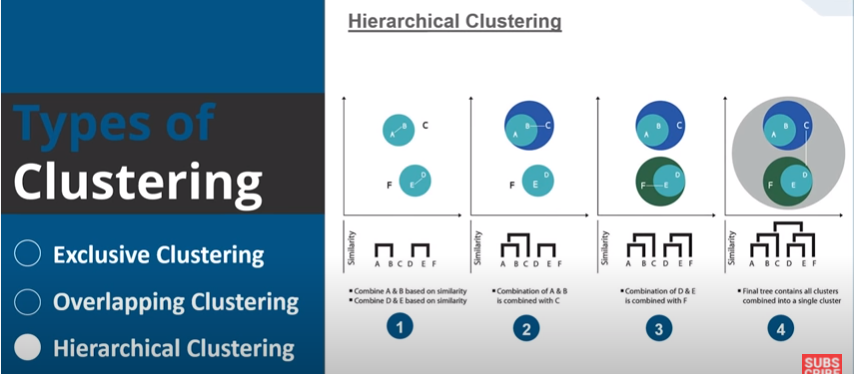 Hierarchical Clustering
Types of
Clustering
Exclusive Clustering
Overlapping Clustering
Hierarchical Clustering
A B C
D E F
A B C
D E F
A B C
D E F
A B C
D E F
Similarity
A B C D E F
Similarity
A B C D E F
Similarity
A B C D E F
Similarity
A B C D E F
▪ Combine A & B based on similarity
▪ Combine D & E based on similarity
1
▪ Combination of A & B
is combined with C
2
▪ Combination of D & E
is combined with F
3
▪ Final tree contains all clusters
combined into a single cluster
4
SUBS
CRIBE